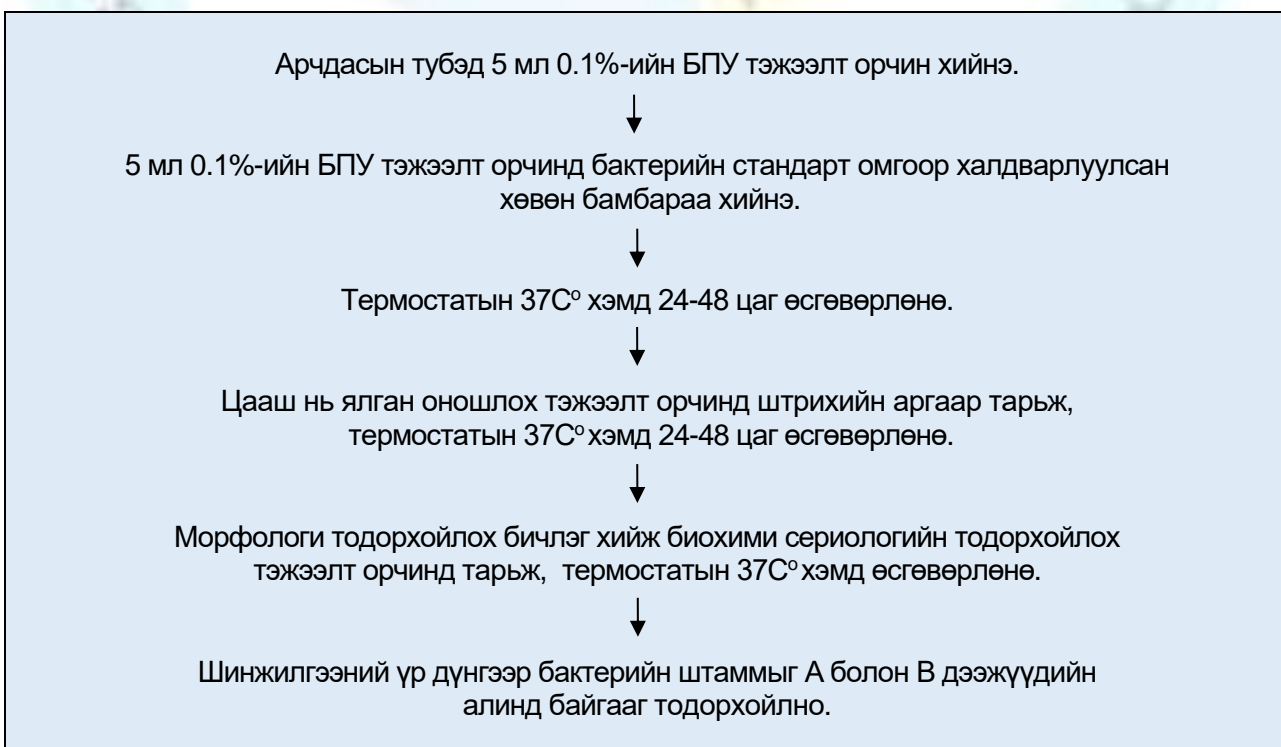 Арчдасын тубэд 5 мл 0.1%-ийн БПУ тэжээлт орчин хийнэ.
5 мл 0.1%-ийн БПУ тэжээлт орчинд бактерийн стандарт омгоор халдварлуулсан
хөвөн бамбараа хийнэ.
Термостатын 37С⁰ хэмд 24-48 цаг өсгөвөрлөнө.
Цааш нь ялган оношлох тэжээлт орчинд штрихийн аргаар тарьж,
термостатын 37С⁰ хэмд 24-48 цаг өсгөвөрлөнө.
Морфологи тодорхойлох бичлэг хийж биохими сериологийн тодорхойлох
тэжээлт орчинд тарьж, термостатын 37С⁰ хэмд өсгөвөрлөнө.
Шинжилгээний үр дүнгээр бактерийн штаммыг А болон В дээжүүдийн
алинд байгааг тодорхойлно.